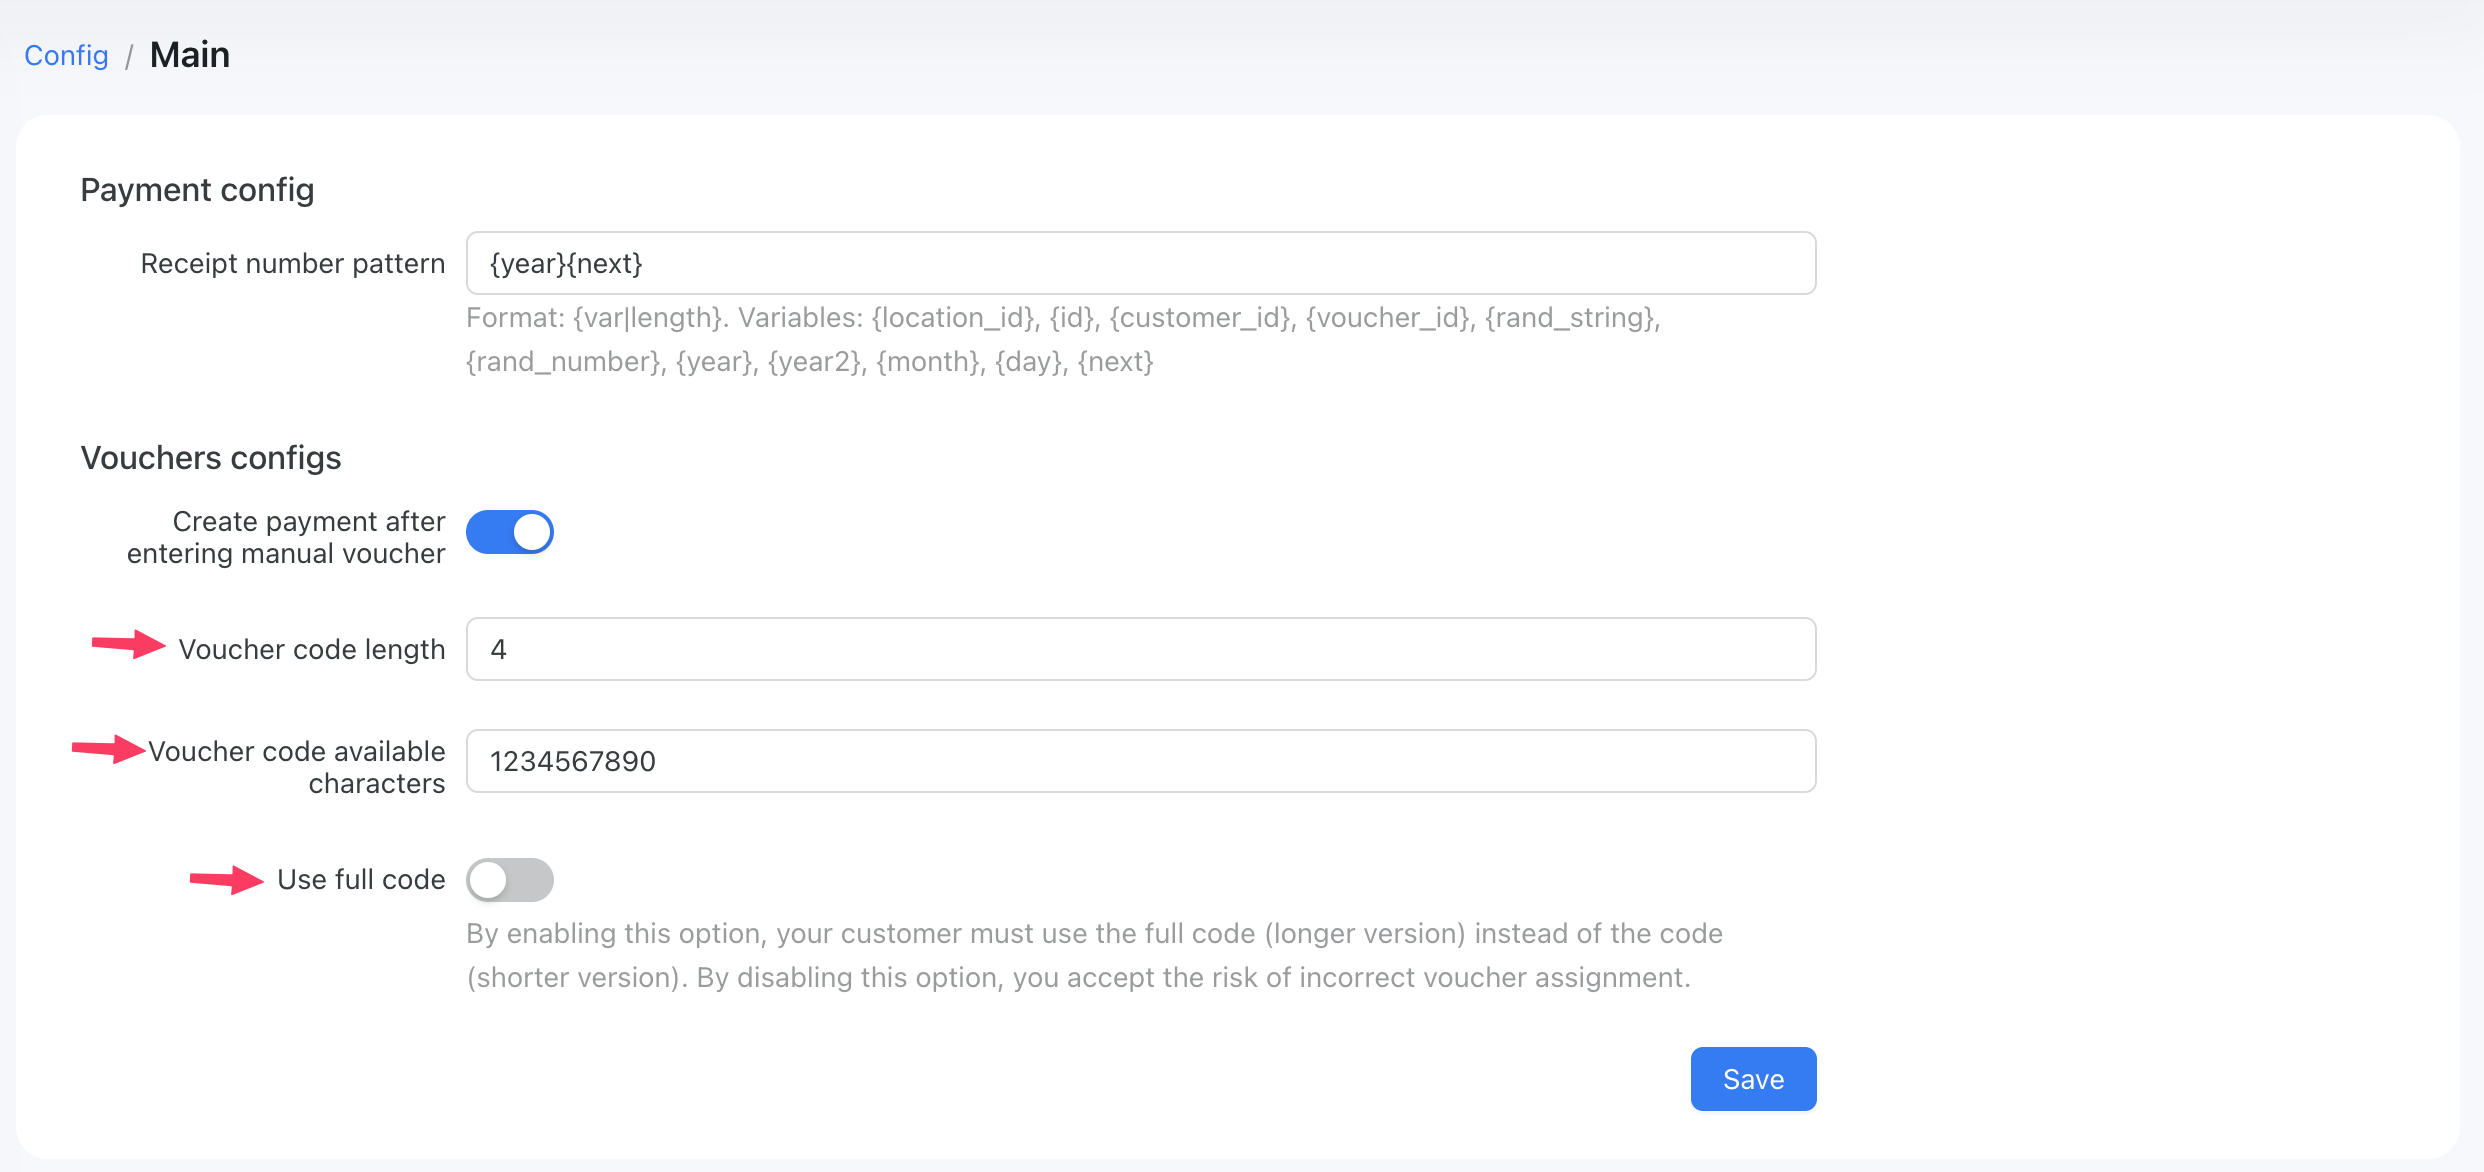 Config / Main
Payment config
Receipt number pattern
{year}{next}
Format: {var|length}. Variables: {location_id}, {id}, {customer_id}, {voucher_id}, {rand_string},
{rand_number}, {year}, {year2}, {month}, {day}, {next}
Vouchers configs
Create payment after
entering manual voucher
Voucher code length
4
Voucher code available
characters
1234567890
Use full code
By enabling this option, your customer must use the full code (longer version) instead of the code
(shorter version). By disabling this option, you accept the risk of incorrect voucher assignment.
Save